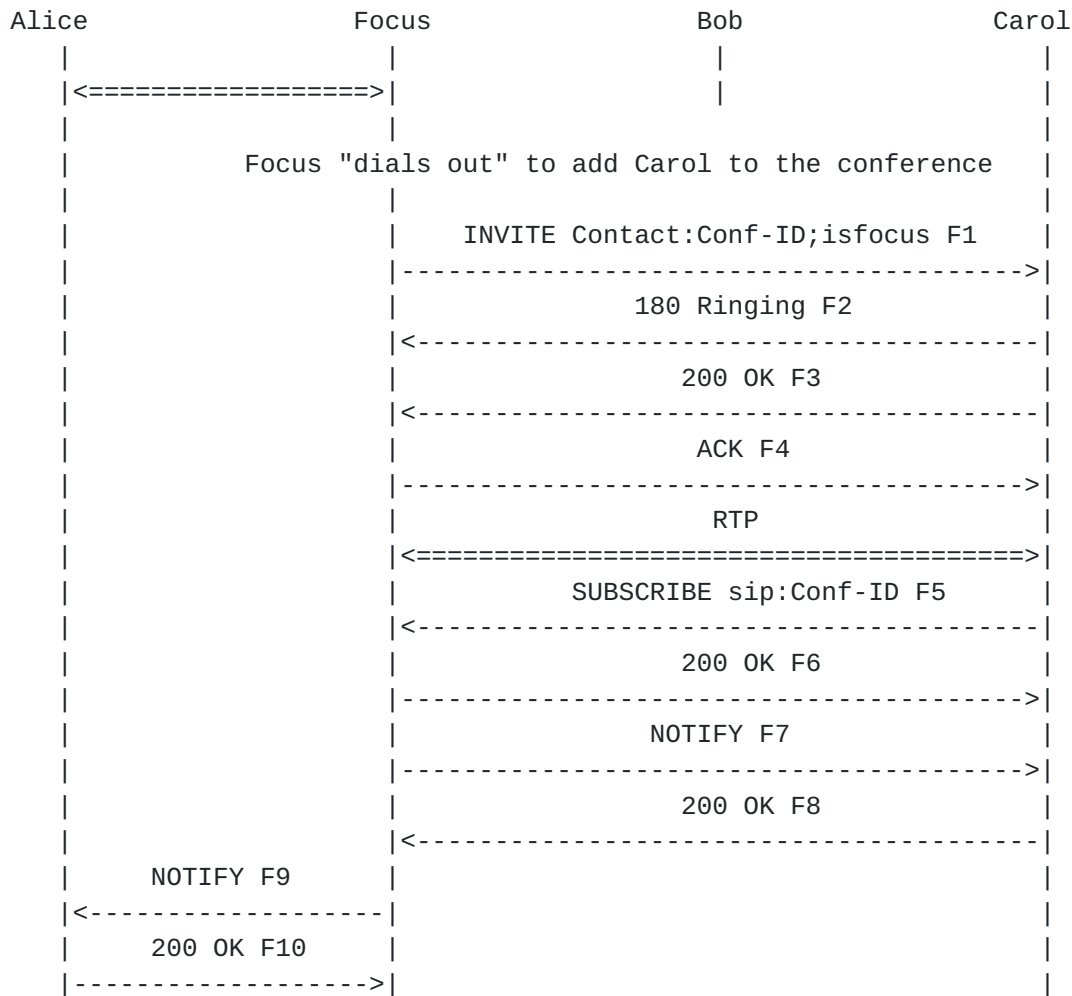 Alice                 Focus                 Bob                Carol
   |                    |                    |                    |
   |<==================>|                    |                    |
   |                    |                                         |
   |           Focus "dials out" to add Carol to the conference   |
   |                    |                                         |
   |                    |    INVITE Contact:Conf-ID;isfocus F1    |
   |                    |---------------------------------------->|
   |                    |               180 Ringing F2            |
   |                    |<----------------------------------------|
   |                    |                  200 OK F3              |
   |                    |<----------------------------------------|
   |                    |                   ACK F4                |
   |                    |---------------------------------------->|
   |                    |                    RTP                  |
   |                    |<=======================================>|
   |                    |           SUBSCRIBE sip:Conf-ID F5      |
   |                    |<----------------------------------------|
   |                    |                  200 OK F6              |
   |                    |---------------------------------------->|
   |                    |                NOTIFY F7                |
   |                    |---------------------------------------->|
   |                    |                  200 OK F8              |
   |                    |<----------------------------------------|
   |     NOTIFY F9      |                                         |
   |<-------------------|                                         |
   |     200 OK F10     |                                         |
   |------------------->|                                         |